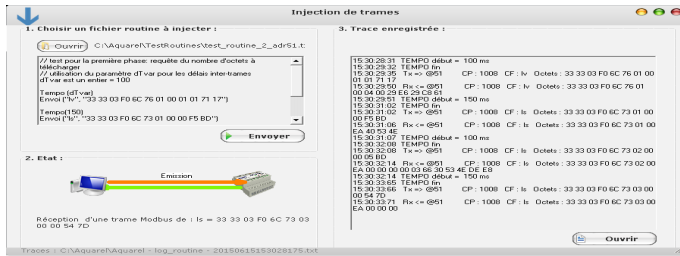 Injection de trames
1. Choisir un fichier routine à injecter :
Ouvrir C:\Aquarel\TestRoutines\test_routine_2_adr51.t:
// test pour la première phase: requête du nombre d'octets à
télécharger
// utilisation du paramètre dTvar pour les délais inter-trames
dTvar est un entier = 100
Tempo (dTvar)
Envoi ("lv", "33 33 03 F0 6C 76 01 00 01 01 71 17")
Tempo(150)
Envoi ("ls", "33 33 03 F0 6C 73 01 00 00 F5 BD")
Envoyer
2. Etat :
Emission
Réception d'une trame Modbus de : ls = 33 33 03 F0 6C 73 03
00 00 54 7D
3. Trace enregistrée :
15:30:28:31 TEMPO début = 100 ms
15:30:29:32 TEMPO fin
15:30:29:35 Tx => @51 CP : 1008 CF : lv Octets : 33 33 03 F0 6C 76 01 00
01 01 71 17
15:30:29:50 Rx <= @51 CP : 1008 CF : lv Octets : 33 33 03 F0 6C 76 01
00 04 00 29 E6 29 C8 61
15:30:29:51 TEMPO début = 150 ms
15:30:31:02 TEMPO fin
15:30:31:02 Tx => @51 CP : 1008 CF : ls Octets : 33 33 03 F0 6C 73 01 00
00 F5 BD
15:30:31:06 Rx <= @51 CP : 1008 CF : ls Octets : 33 33 03 F0 6C 73 01 00
EA 40 53 4E
15:30:31:07 TEMPO début = 100 ms
15:30:32:08 TEMPO fin
15:30:32:08 Tx => @51 CP : 1008 CF : ls Octets : 33 33 03 F0 6C 73 02 00
00 05 BD
15:30:32:14 Rx <= @51 CP : 1008 CF : ls Octets : 33 33 03 F0 6C 73 02 00
EA 00 00 00 00 03 66 30 53 4E DE E8
15:30:32:14 TEMPO début = 150 ms
15:30:33:65 TEMPO fin
15:30:33:66 Tx => @51 CP : 1008 CF : ls Octets : 33 33 03 F0 6C 73 03 00
00 54 7D
15:30:33:71 Rx <= @51 CP : 1008 CF : ls Octets : 33 33 03 F0 6C 73 03 00
EA 00 00 00
Ouvrir
Traces : C:\Aquarel\Aquarel - log_routine - 20150615153028175.txt